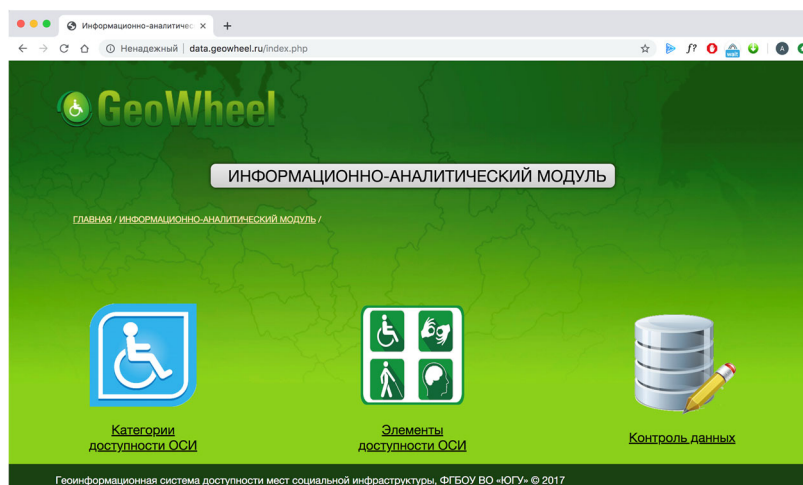 Информационно-аналитичес
Ненадежный data.geowheel.ru/index.php
f?
wait
A
GeoWheel
ИНФОРМАЦИОННО-АНАЛИТИЧЕСКИЙ МОДУЛЬ
ГЛАВНАЯ / ИНФОРМАЦИОННО-АНАЛИТИЧЕСКИЙ МОДУЛЬ /
Категории
доступности ОСИ
Элементы
доступности ОСИ
Контроль данных
Геоинформационная система доступности мест социальной инфраструктуры, ФГБОУ ВО «ЮГУ» © 2017